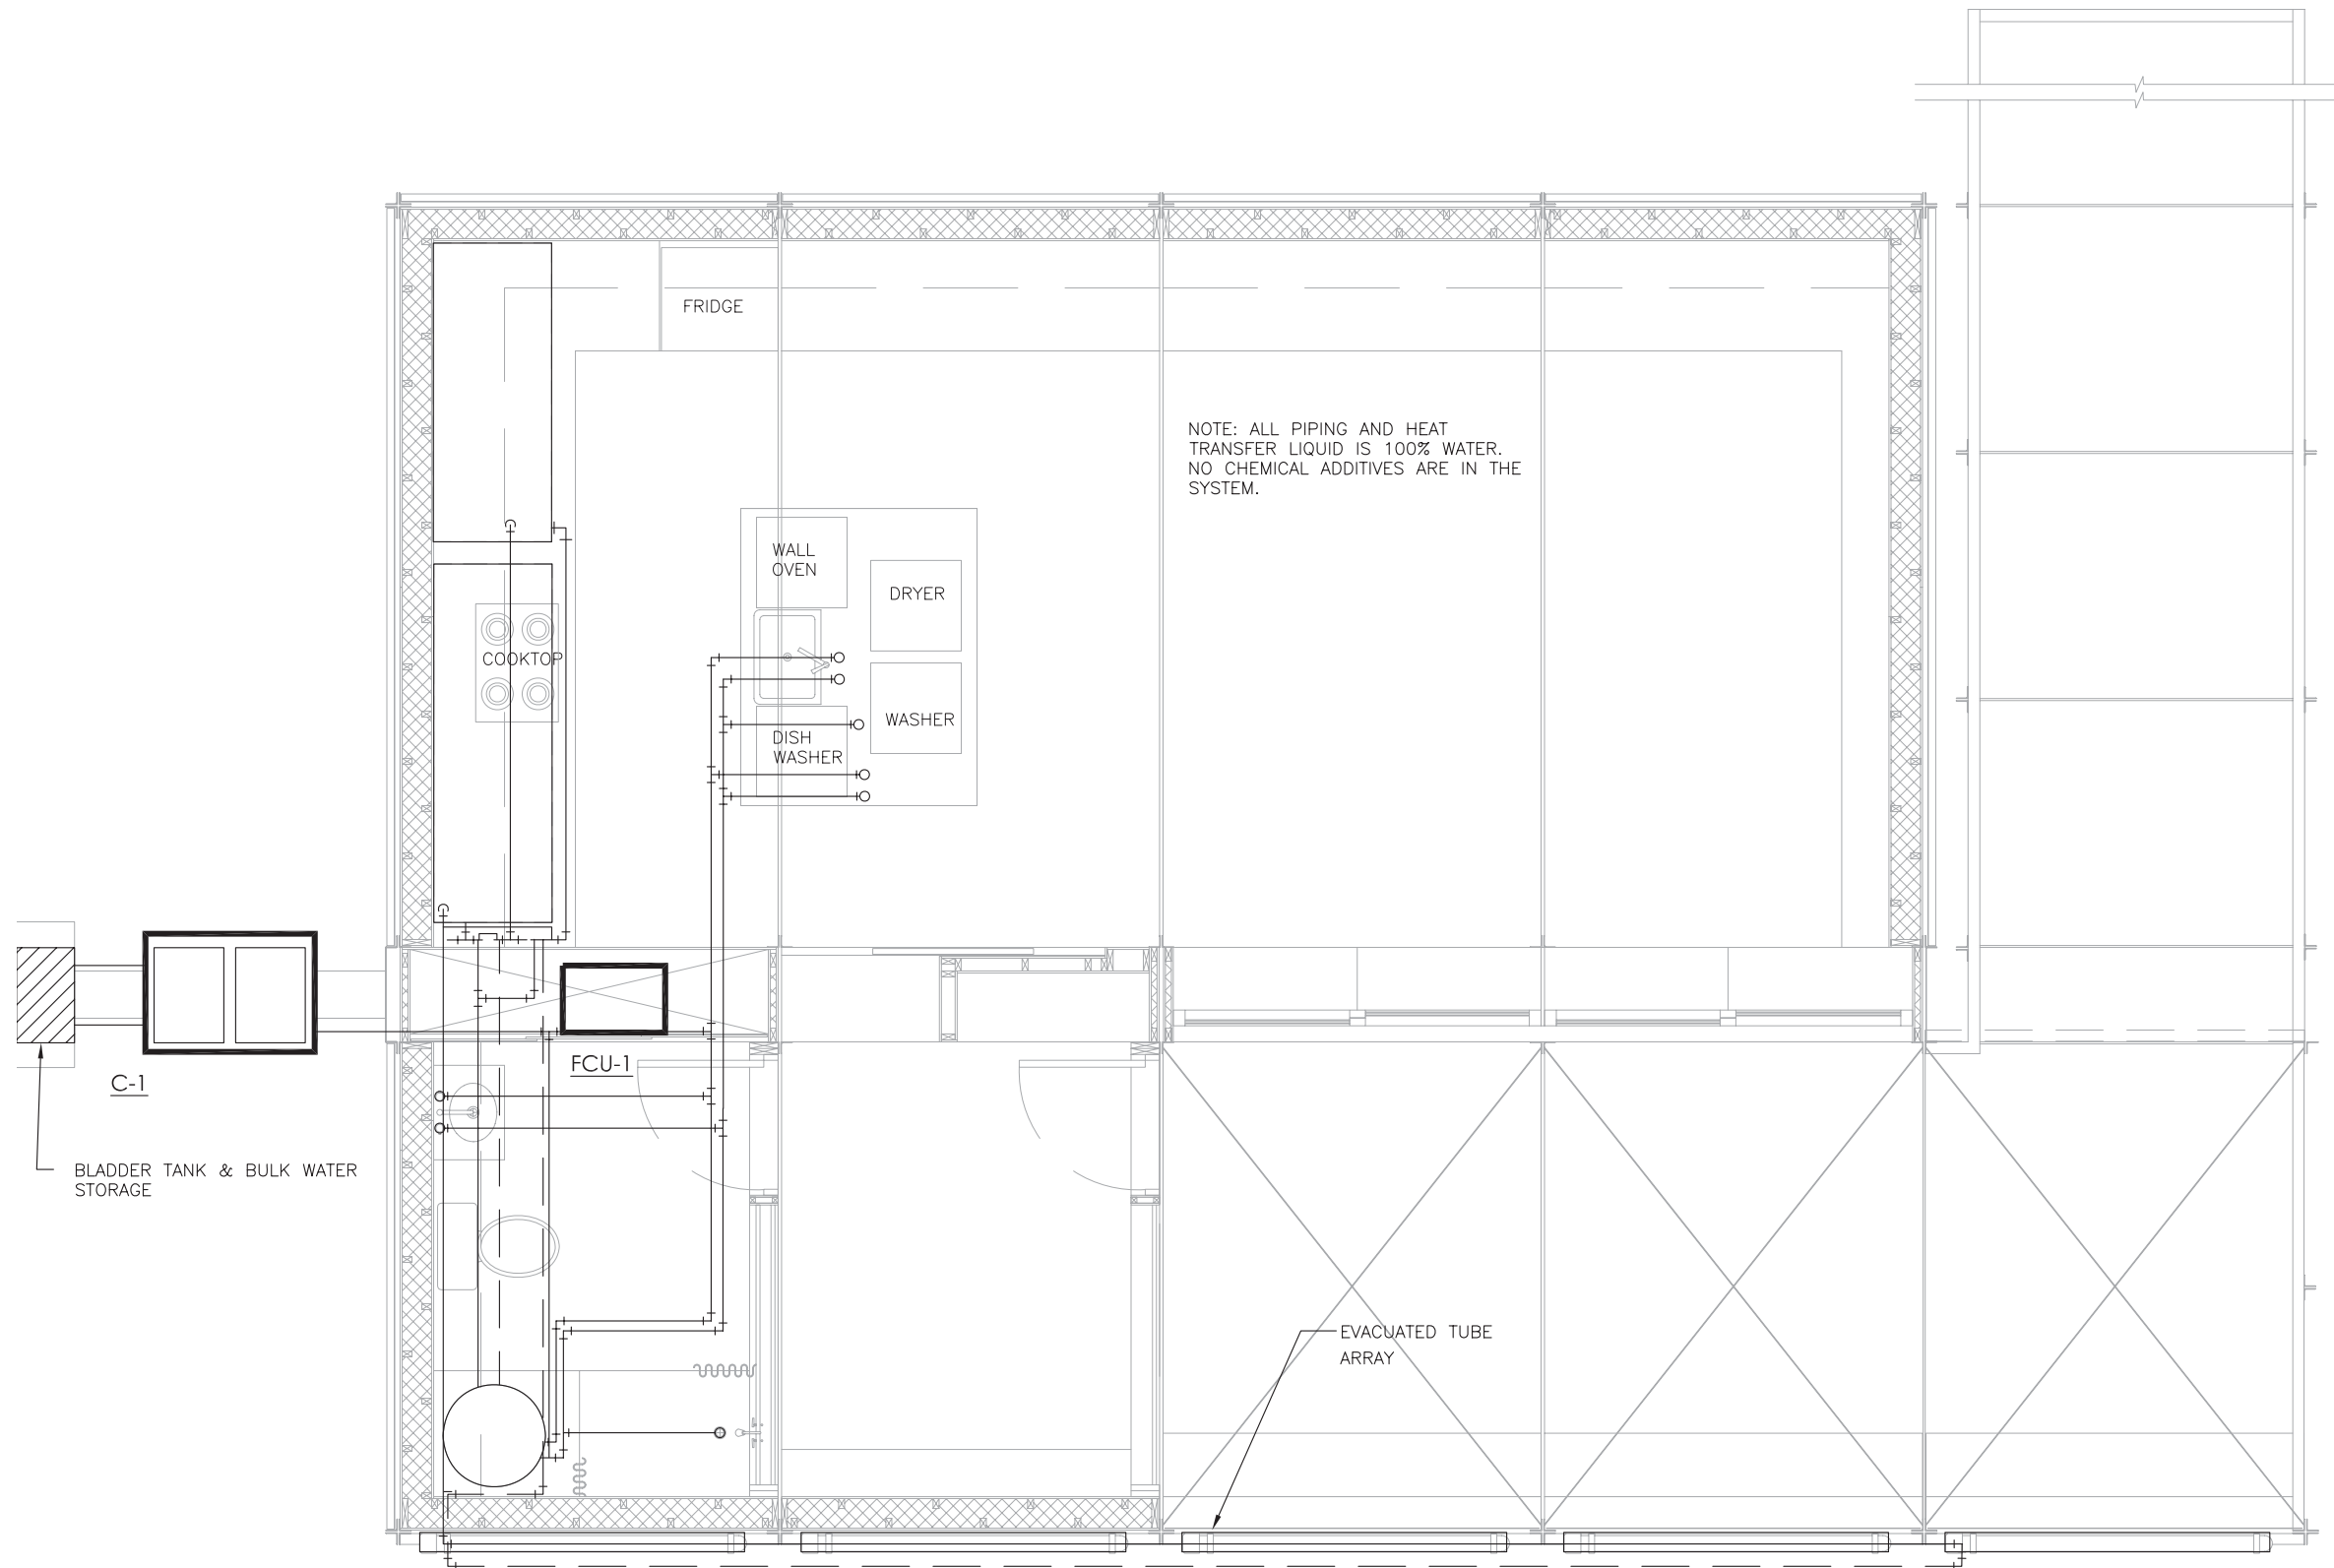 FRIDGE
NOTE: ALL PIPING AND HEAT
TRANSFER LIQUID IS 100% WATER.
NO CHEMICAL ADDITIVES ARE IN THE
SYSTEM.
WALL
OVEN
DRYER
COOKTOP
WASHER
DISH
WASHER
FCU-1
C-1
BLADDER TANK & BULK WATER
STORAGE
EVACUATED TUBE
ARRAY